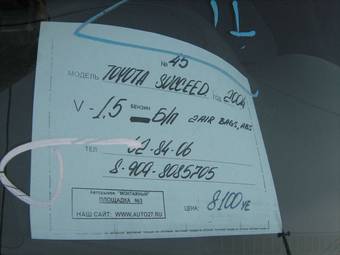 11
№ 45
МОДЕЛЬ TOYOTA SUCCEED ГОД 2004
V - 1,5 БЕНЗИН Б/П 2 AIR BAGS, ABS
ТЕЛ 62-84-06
8-909-8085705
Авторынок "МОНТАЖНЫЙ"
ПЛОЩАДКА №3
НАШ САЙТ: WWW.AUTO27.RU
ЦЕНА: 8100 УЕ